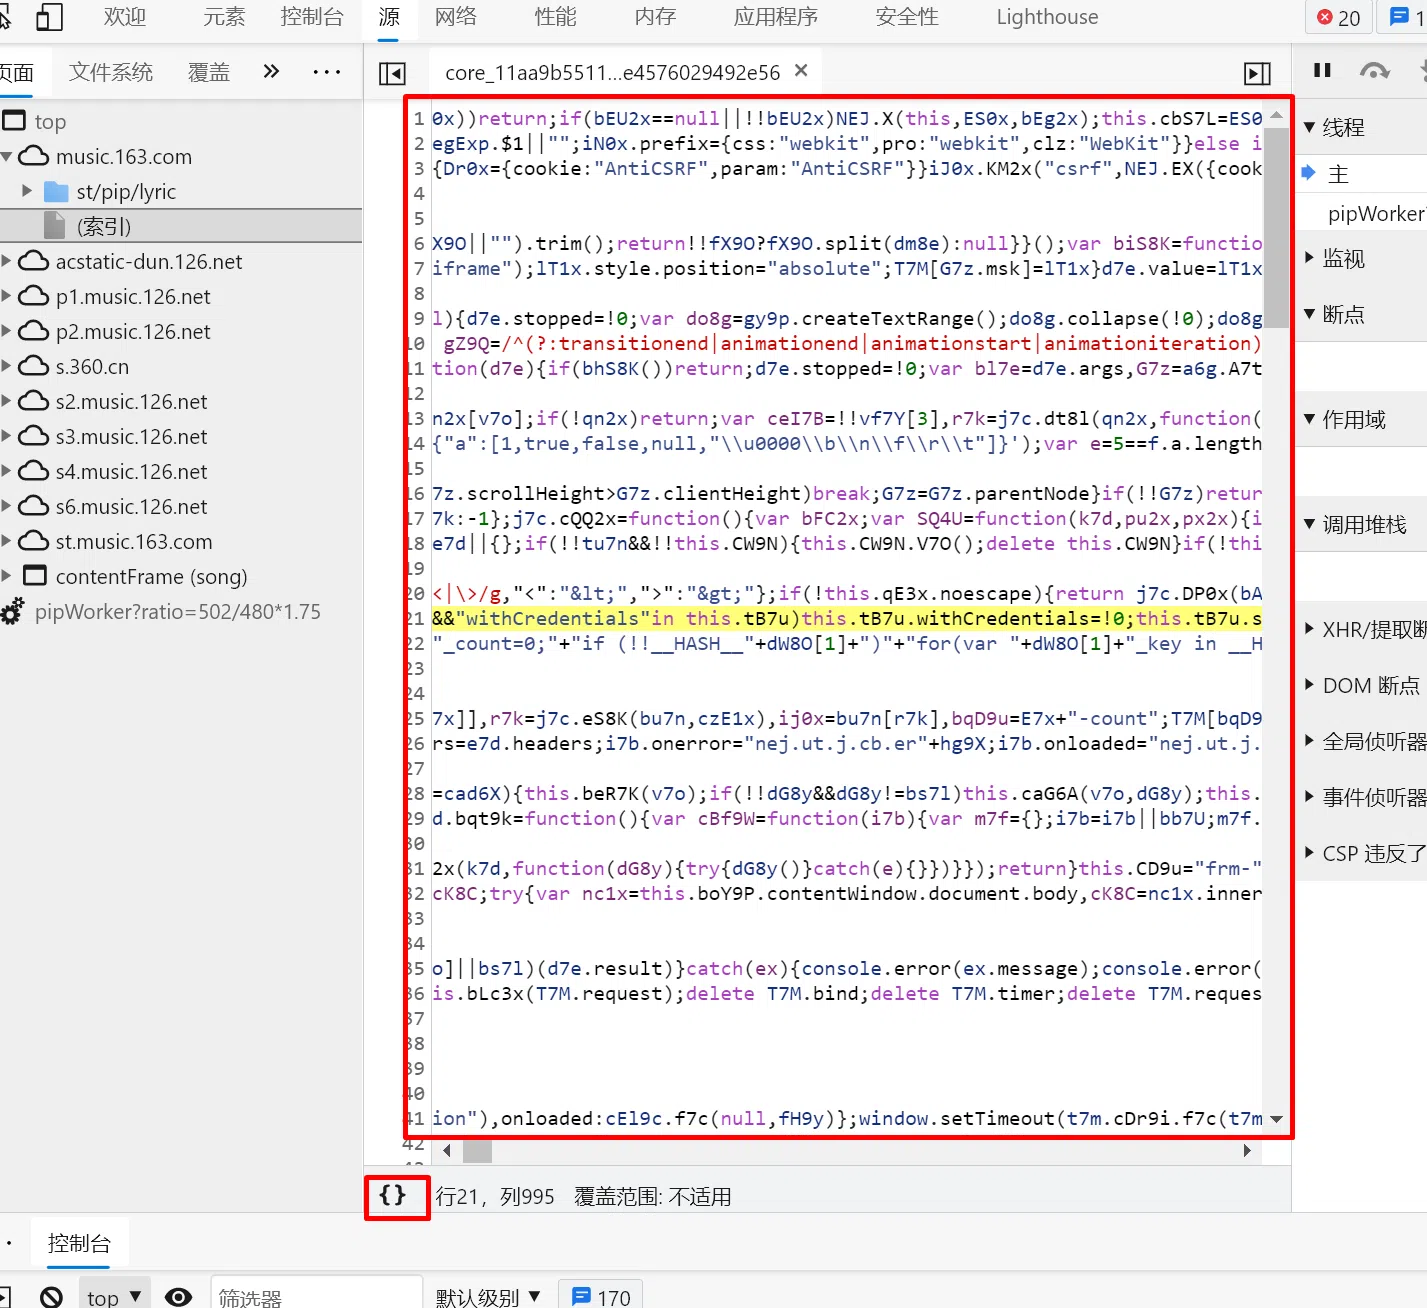 欢迎 元素 控制台 源 网络 性能 内存 应用程序 安全性 Lighthouse 20 1
页面 文件系统 覆盖 core_11aa9b5511...e4576029492e56
top
music.163.com
st/pip/lyric
(索引)
acstatic-dun.126.net
p1.music.126.net
p2.music.126.net
s.360.cn
s2.music.126.net
s3.music.126.net
s4.music.126.net
s6.music.126.net
st.music.163.com
contentFrame (song)
pipWorker?ratio=502/480*1.75
1 0x))return;if(bEU2x==null||!!bEU2x)NEJ.X(this,ES0x,bEg2x);this.cbS7L=ES0
2 egExp.$1||"";iN0x.prefix={css:"webkit",pro:"webkit",clz:"WebKit"}}else i
3 {Dr0x={cookie:"AntiCSRF",param:"AntiCSRF"}}iJ0x.KM2x("csrf",NEJ.EX({cook
4
5
6 X9O||"").trim();return!!fX9O?fX9O.split(dm8e):null}}();var biS8K=functio
7 iframe");lT1x.style.position="absolute";T7M[G7z.msk]=lT1x}d7e.value=lT1x
8
9 l){d7e.stopped=!0;var do8g=gy9p.createTextRange();do8g.collapse(!0);do8g
10 gZ9Q=/^(?:transitionend|animationend|animationstart|animationiteration)
11 tion(d7e){if(bhS8K())return;d7e.stopped=!0;var bl7e=d7e.args,G7z=a6g.A7t
12
13 n2x[v7o];if(!qn2x)return;var ceI7B=!!vf7Y[3],r7k=j7c.dt8l(qn2x,function(
14 {"a":[1,true,false,null,"\\u0000\\b\\n\\f\\r\\t"]}');var e=5==f.a.length
15
16 7z.scrollHeight>G7z.clientHeight)break;G7z=G7z.parentNode}if(!!G7z)retur
17 7k:-1};j7c.cQQ2x=function(){var bFC2x;var SQ4U=function(k7d,pu2x,px2x){i
18 e7d||{};if(!!tu7n&&!!this.CW9N){this.CW9N.V7O();delete this.CW9N}if(!thi
19
20 <|\>/g,"<":"&lt;",">":"&gt;"};if(!this.qE3x.noescape){return j7c.DP0x(bA
21 &&"withCredentials"in this.tB7u)this.tB7u.withCredentials=!0;this.tB7u.s
22 "_count=0;"+"if (!!__HASH__"+dW8O[1]+")"+"for(var "+dW8O[1]+"_key in __H
23
24
25 7x]],r7k=j7c.eS8K(bu7n,czE1x),ij0x=bu7n[r7k],bqD9u=E7x+"-count";T7M[bqD9
26 rs=e7d.headers;i7b.onerror="nej.ut.j.cb.er"+hg9X;i7b.onloaded="nej.ut.j.
27
28 =cad6X){this.beR7K(v7o);if(!!dG8y&&dG8y!=bs7l)this.caG6A(v7o,dG8y);this.
29 d.bqt9k=function(){var cBf9W=function(i7b){var m7f={};i7b=i7b||bb7U;m7f.
30
31 2x(k7d,function(dG8y){try{dG8y()}catch(e){}})}});return}this.CD9u="frm-"
32 cK8C;try{var nc1x=this.boY9P.contentWindow.document.body,cK8C=nc1x.inner
33
34
35 o]||bs7l)(d7e.result)}catch(ex){console.error(ex.message);console.error(
36 is.bLc3x(T7M.request);delete T7M.bind;delete T7M.timer;delete T7M.reques
37
38
39
40
41 ion"),onloaded:cEl9c.f7c(null,fH9y)};window.setTimeout(t7m.cDr9i.f7c(t7m
42
{} 行21，列995 覆盖范围: 不适用
线程
主
pipWorker?
监视
断点
作用域
调用堆栈
XHR/提取断
DOM 断点
全局侦听器
事件侦听器
CSP 违反了
控制台
top 筛选器 默认级别 170